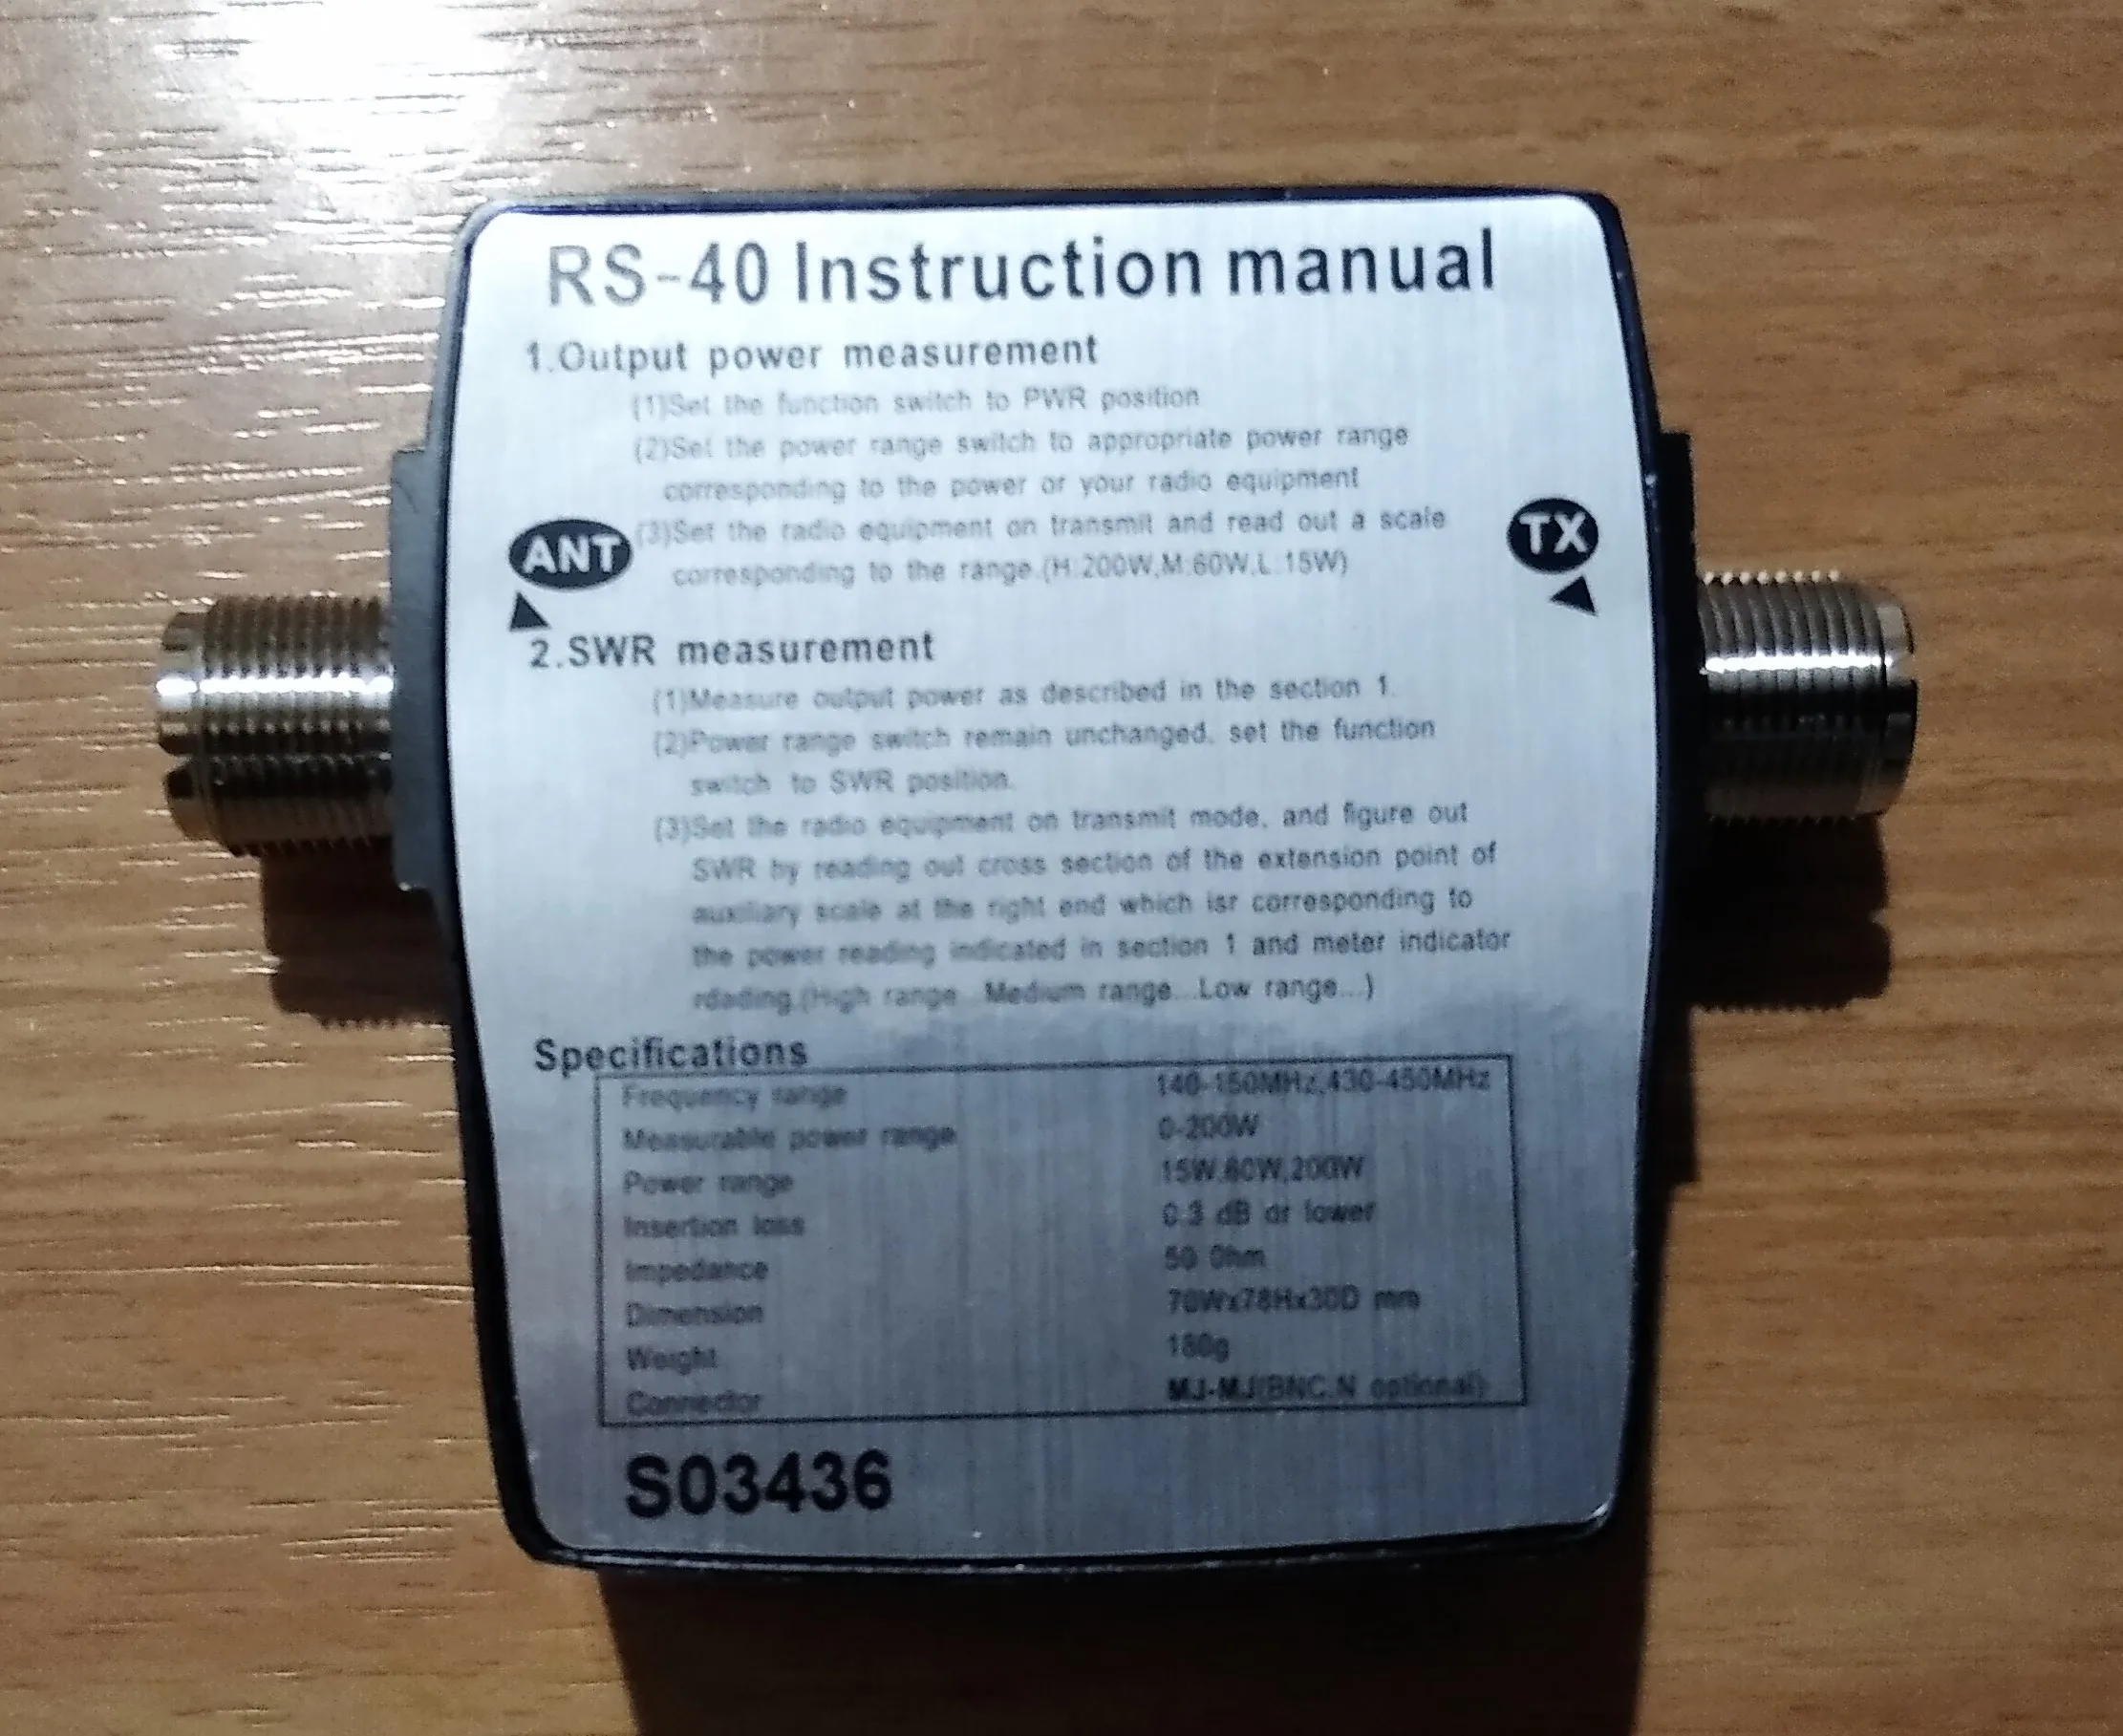 RS-40 Instruction manual
1.Output power measurement
(1)Set the function switch to PWR position
(2)Set the power range switch to appropriate power range
corresponding to the power or your radio equipment
(3)Set the radio equipment on transmit and read out a scale
corresponding to the range.(H:200W,M:60W,L:15W)
ANT
TX
2.SWR measurement
(1)Measure output power as described in the section 1.
(2)Power range switch remain unchanged, set the function
switch to SWR position.
(3)Set the radio equipment on transmit mode, and figure out
SWR by reading out cross section of the extension point of
auxiliary scale at the right end which isr corresponding to
the power reading indicated in section 1 and meter indicator
rdading.(High range...Medium range...Low range...)
Specifications
Frequency range 140-150MHz,430-450MHz
Measurable power range 0-200W
Power range 15W,60W,200W
Insertion loss 0.3 dB or lower
Impedance 50 Ohm
Dimension 70Wx78Hx30D mm
Weight 180g
Connector MJ-MJ(BNC,N optional)
S03436